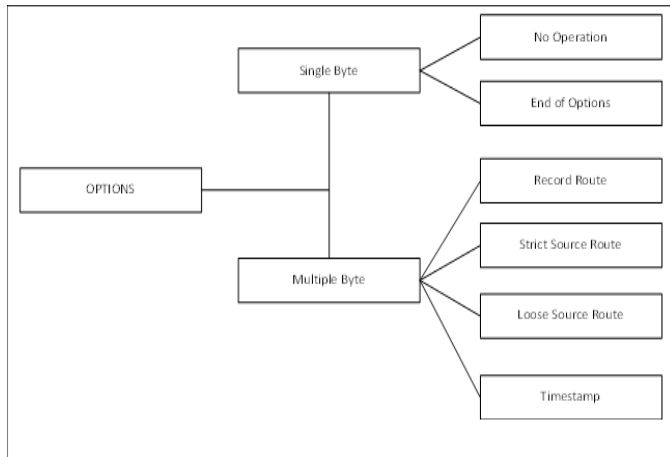 No Operation
Single Byte
End of Options
OPTIONS
Record Route
Strict Source Route
Multiple Byte
Loose Source Route
Timestamp